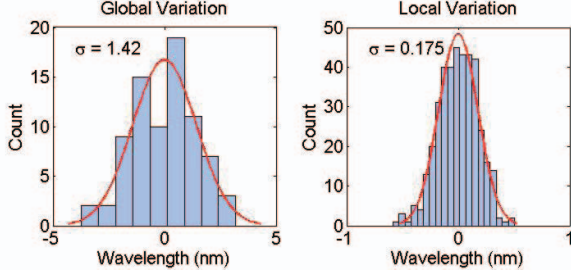 Global Variation
σ = 1.42
20
15
10
5
0
Count
-5
0
5
Wavelength (nm)
Local Variation
σ = 0.175
50
40
30
20
10
0
Count
-1
0
1
Wavelength (nm)